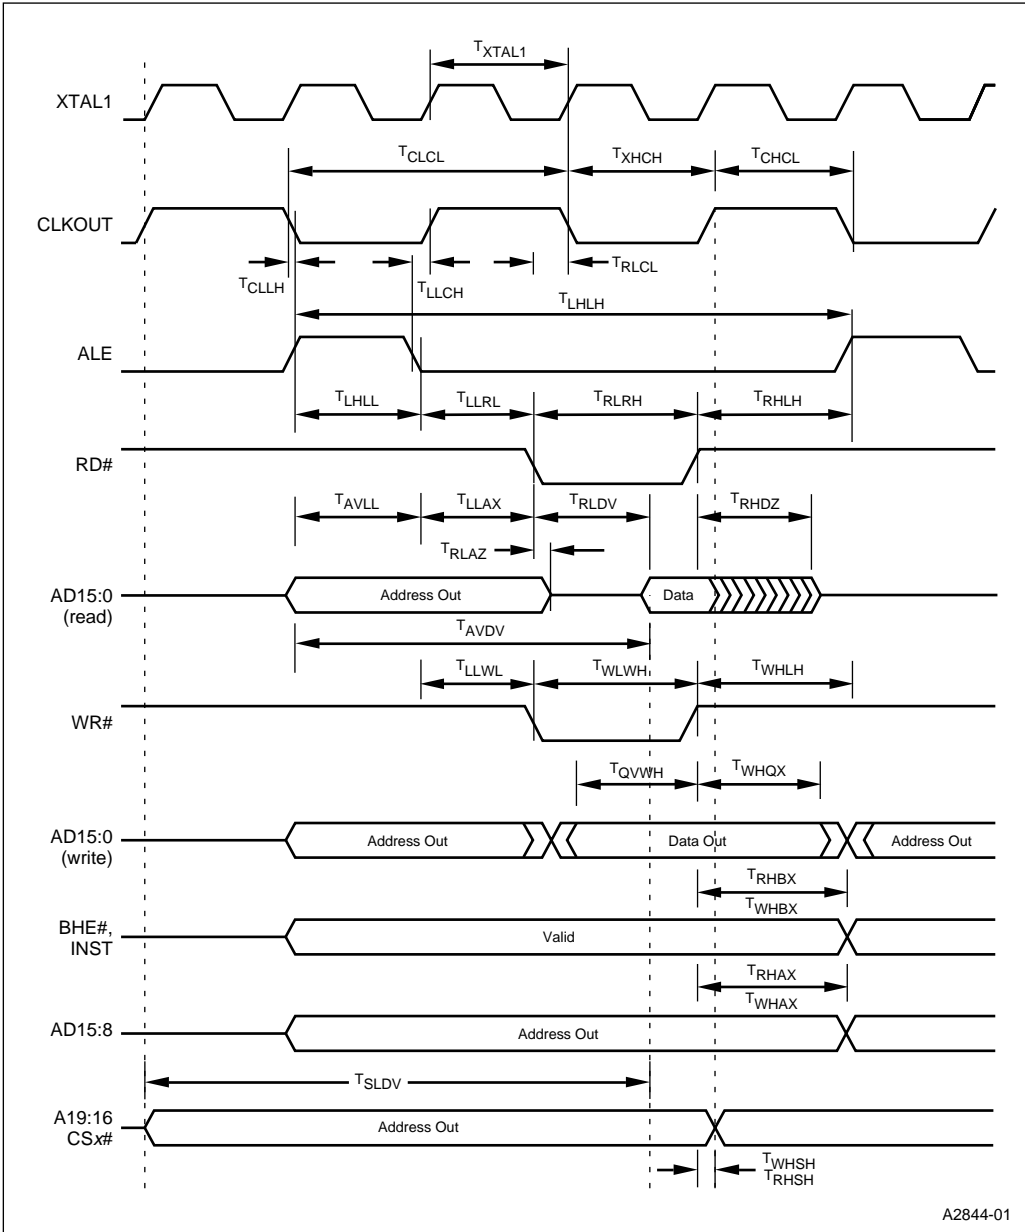 TXTAL1
XTAL1
TCLCL TXHCH TCHCL
CLKOUT
TCLLH TLLCH TRLCL
TLHLH
ALE
TLHLL TLLRL TRLRH TRHLH
RD#
TAVLL TLLAX TRLDV TRHDZ
TRLAZ
AD15:0
(read)
Address Out Data
TAVDV
TLLWL TWLWH TWHLH
WR#
TQVWH TWHQX
AD15:0
(write)
Address Out Data Out Address Out
TRHBX
TWHBX
BHE#,
INST
Valid
TRHAX
TWHAX
AD15:8
Address Out
TSLDV
A19:16
CSx#
Address Out
TWHSH
TRHSH
A2844-01